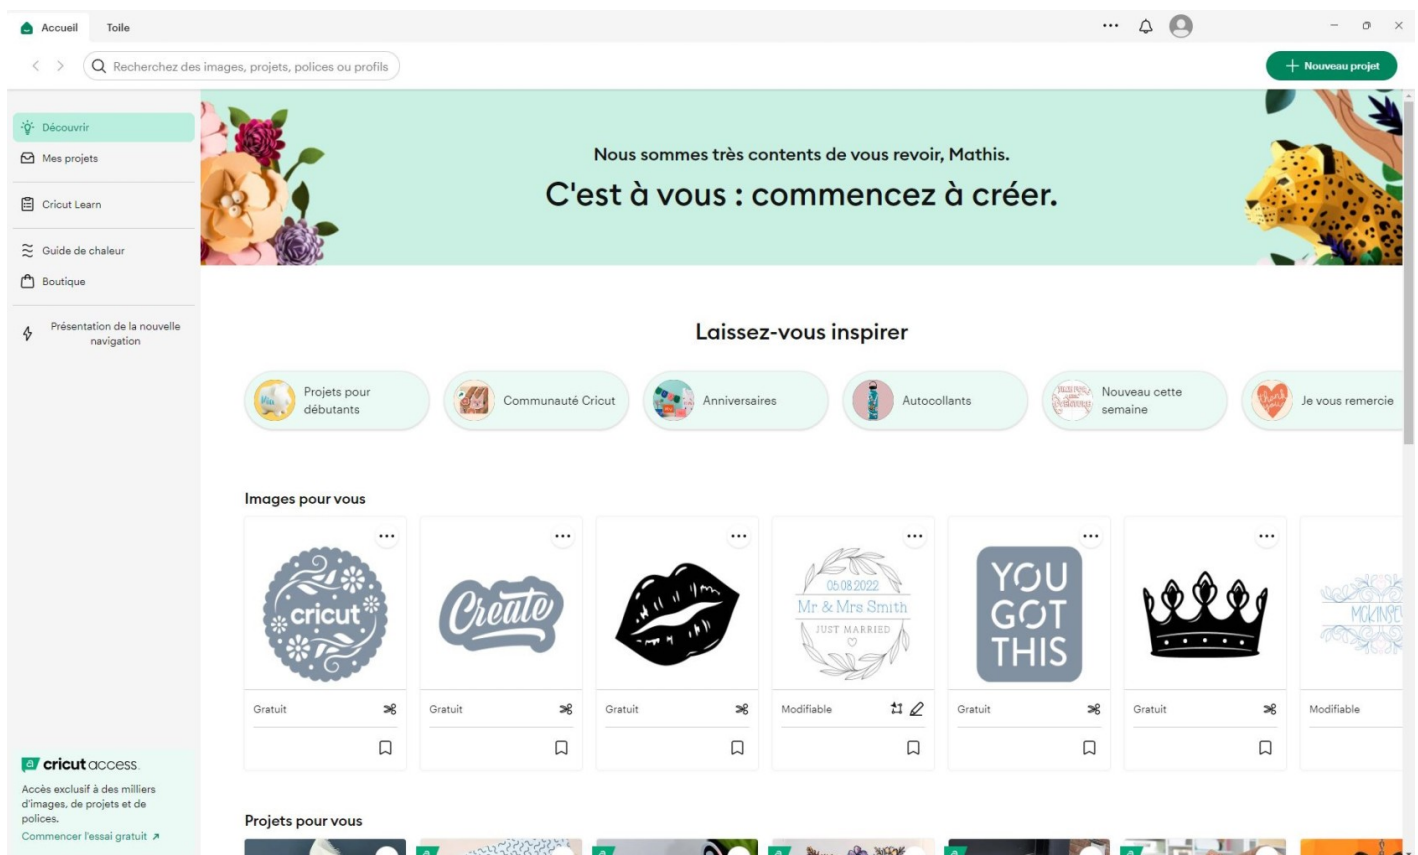 Accueil
Toile
Recherchez des images, projets, polices ou profils
Nouveau projet
Découvrir
Mes projets
Cricut Learn
Guide de chaleur
Boutique
Présentation de la nouvelle
navigation
Nous sommes très contents de vous revoir, Mathis.
C'est à vous : commencez à créer.
Laissez-vous inspirer
Projets pour
débutants
Communauté Cricut
Anniversaires
Autocollants
Nouveau cette
semaine
Thank
you
Je vous remercie
Images pour vous
cricut
Create
05.08.2022
Mr & Mrs Smith
JUST MARRIED
YOU
GOT
THIS
Gratuit
Gratuit
Gratuit
Modifiable
Gratuit
Gratuit
Modifiable
cricut access.
Accès exclusif à des milliers
d'images, de projets et de
polices.
Commencer l'essai gratuit
Projets pour vous